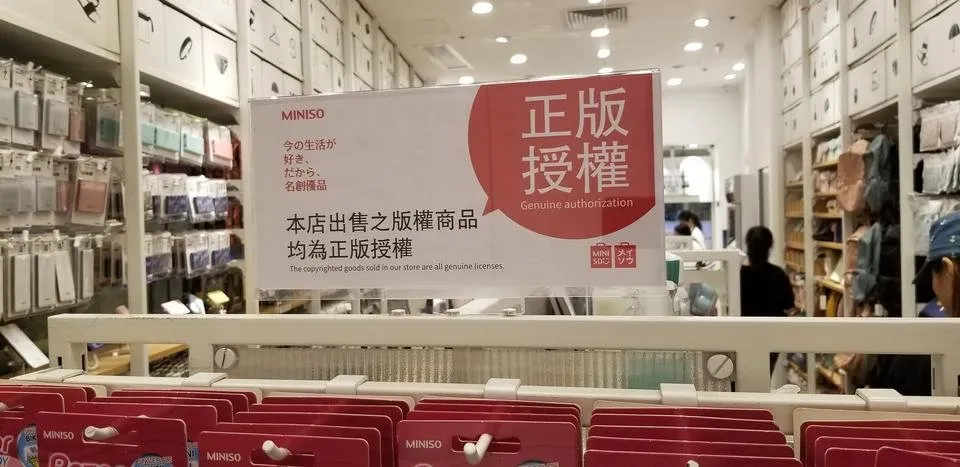 MINISO
今の生活が
好き、
だから、
名創優品
正版
授權
Genuine authorization
本店出售之版權商品
均為正版授權
The copyrighted goods sold in our store are all genuine licenses.
MINI
SO
メイ
ソウ
MINISO
MINISO
MINISO